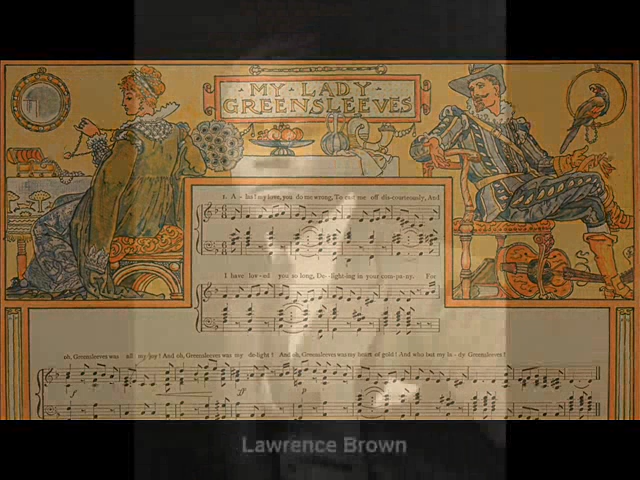 MY LADY
GREENSLEEVES
1. A - las! my love, you do me wrong, To cast me off dis-courteously, And
I have lov-ed you so long, De-light-ing in your com-pa-ny. For
oh, Greensleeves was all my joy! And oh, Greensleeves was my de-light! And oh, Greensleeves was my heart of gold! And who but my la-dy Greensleeves!
f
p
Lawrence Brown